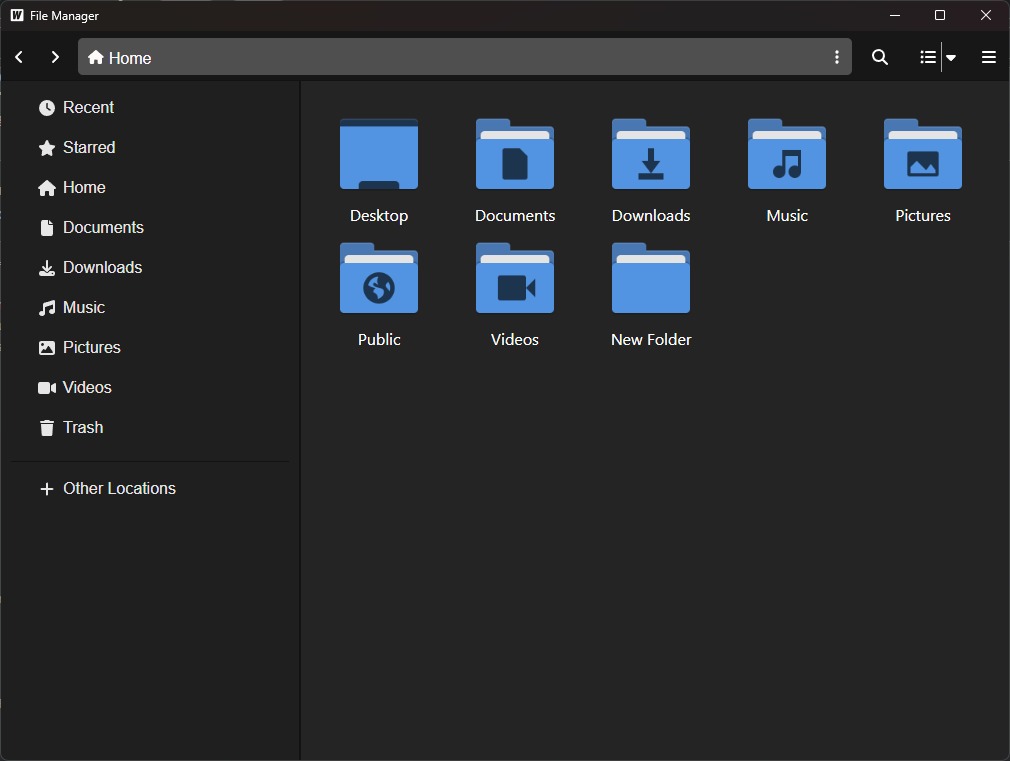 W File Manager
Home
Recent
Starred
Home
Documents
Downloads
Music
Pictures
Videos
Trash
Other Locations
Desktop
Documents
Downloads
Music
Pictures
Public
Videos
New Folder